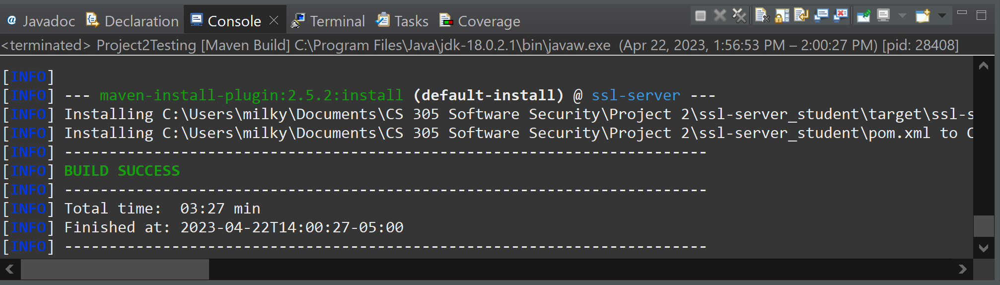 Javadoc Declaration Console Terminal Tasks Coverage
<terminated> Project2Testing [Maven Build] C:\Program Files\Java\jdk-18.0.2.1\bin\javaw.exe (Apr 22, 2023, 1:56:53 PM – 2:00:27 PM) [pid: 28408]
[INFO]
[INFO] --- maven-install-plugin:2.5.2:install (default-install) @ ssl-server ---
[INFO] Installing C:\Users\milky\Documents\CS 305 Software Security\Project 2\ssl-server_student\target\ssl-s
[INFO] Installing C:\Users\milky\Documents\CS 305 Software Security\Project 2\ssl-server_student\pom.xml to C
[INFO] ------------------------------------------------------------------------
[INFO] BUILD SUCCESS
[INFO] ------------------------------------------------------------------------
[INFO] Total time:  03:27 min
[INFO] Finished at: 2023-04-22T14:00:27-05:00
[INFO] ------------------------------------------------------------------------